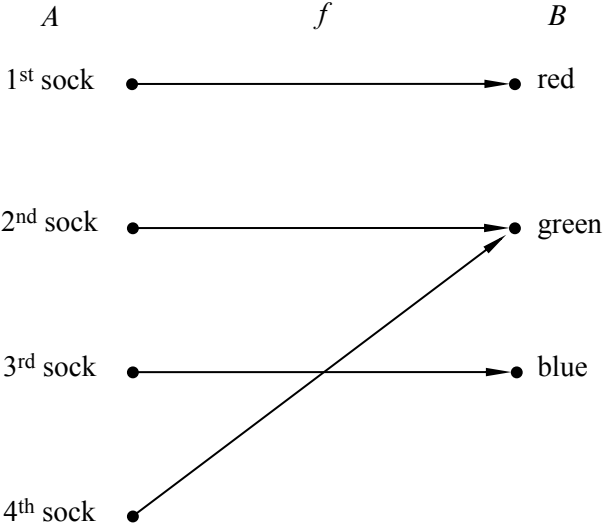 A f B
1st sock red
2nd sock green
3rd sock blue
4th sock